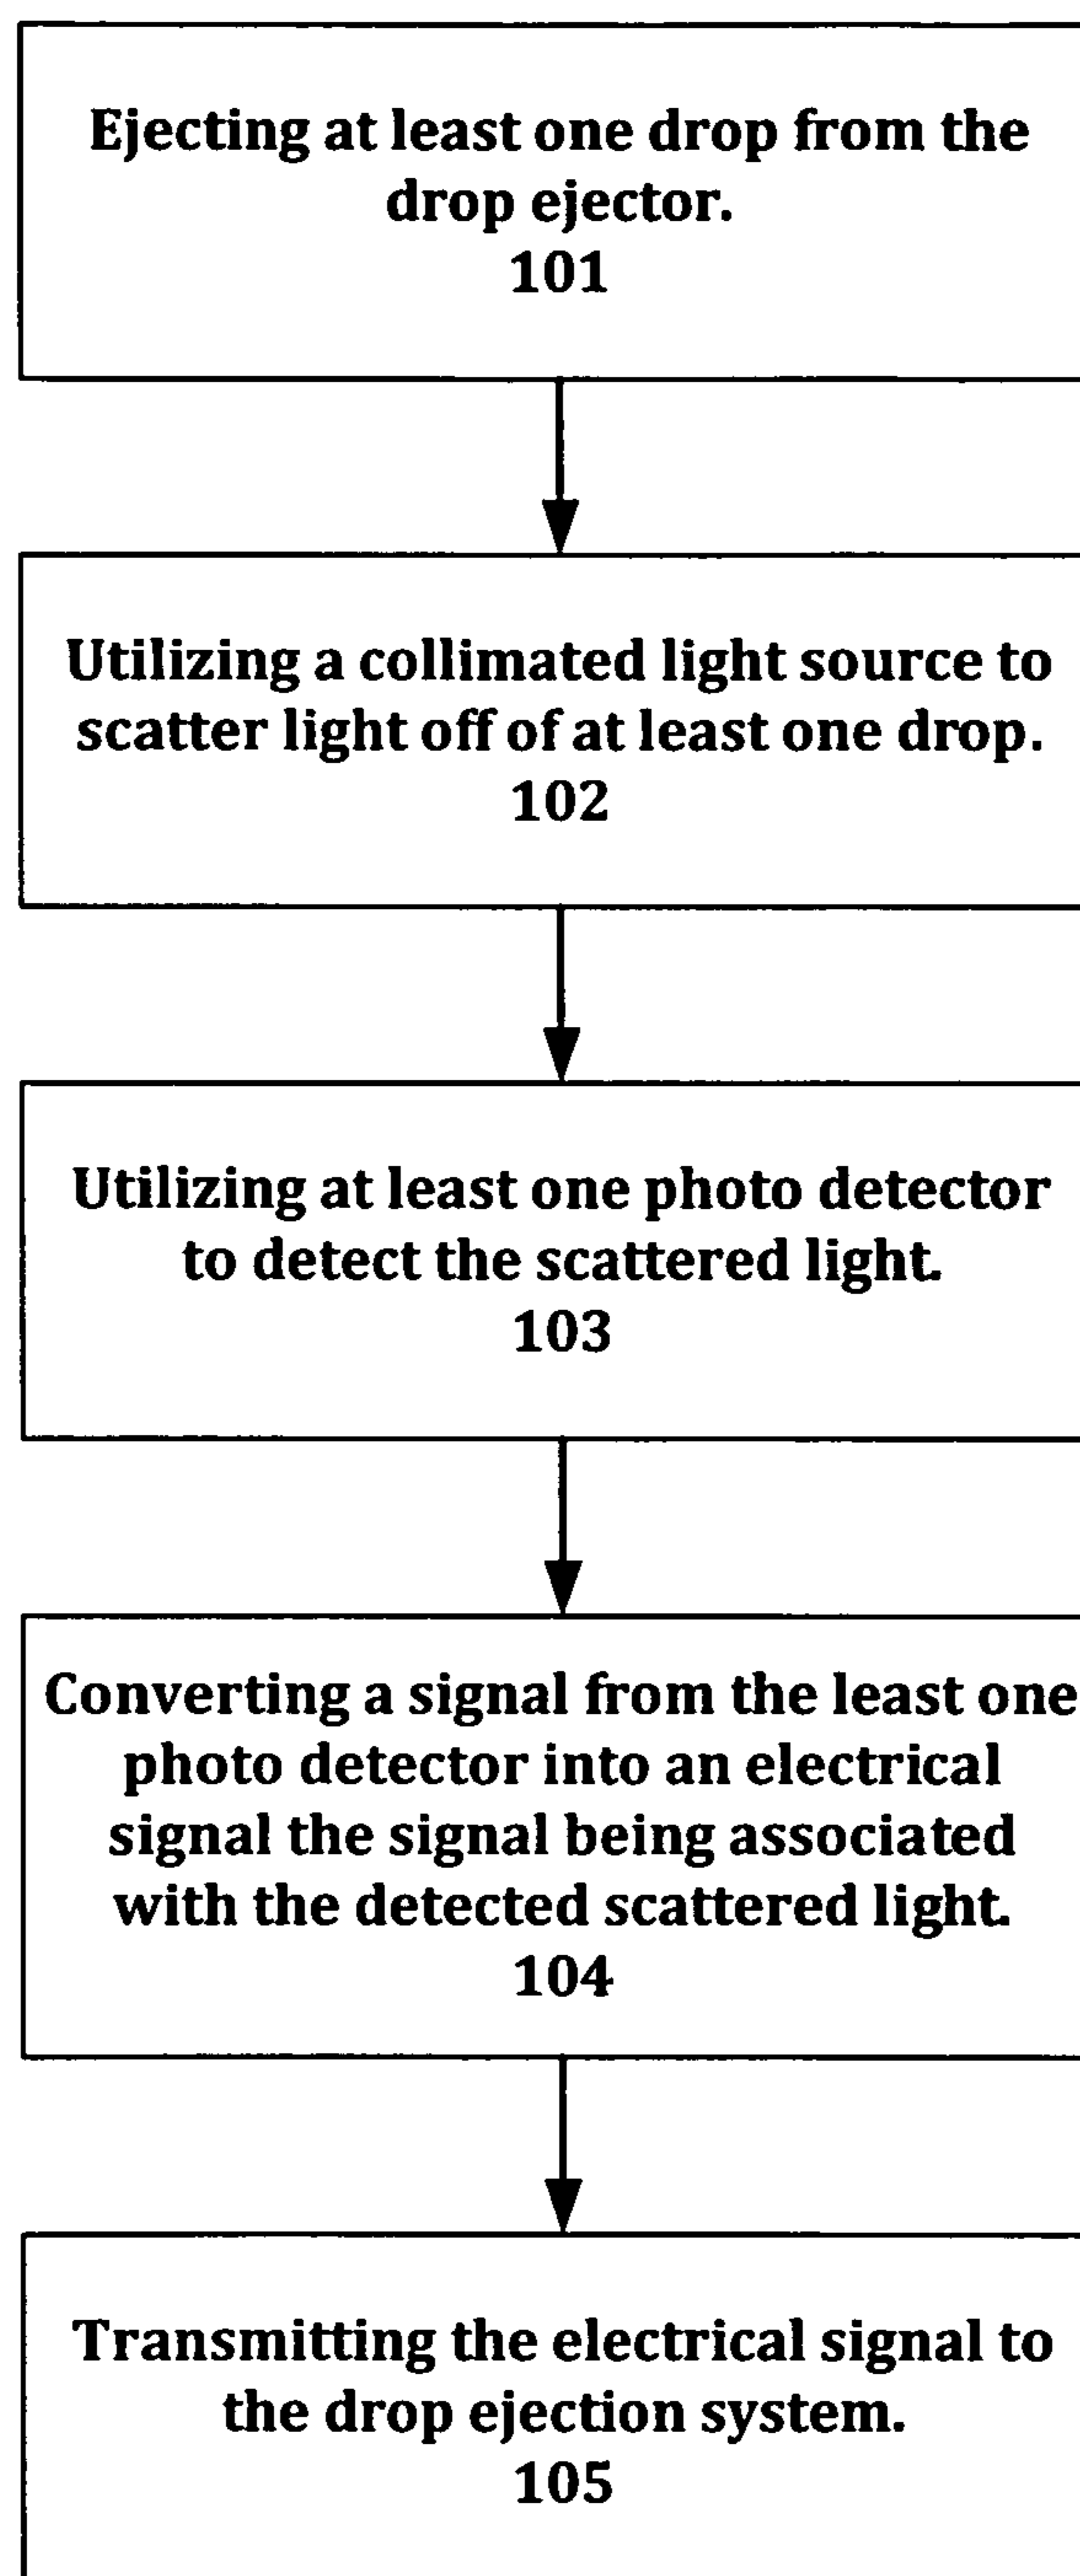 Ejecting at least one drop from the
drop ejector.
101
Utilizing a collimated light source to
scatter light off of at least one drop.
102
Utilizing at least one photo detector
to detect the scattered light.
103
Converting a signal from the least one
photo detector into an electrical
signal the signal being associated
with the detected scattered light.
104
Transmitting the electrical signal to
the drop ejection system.
105